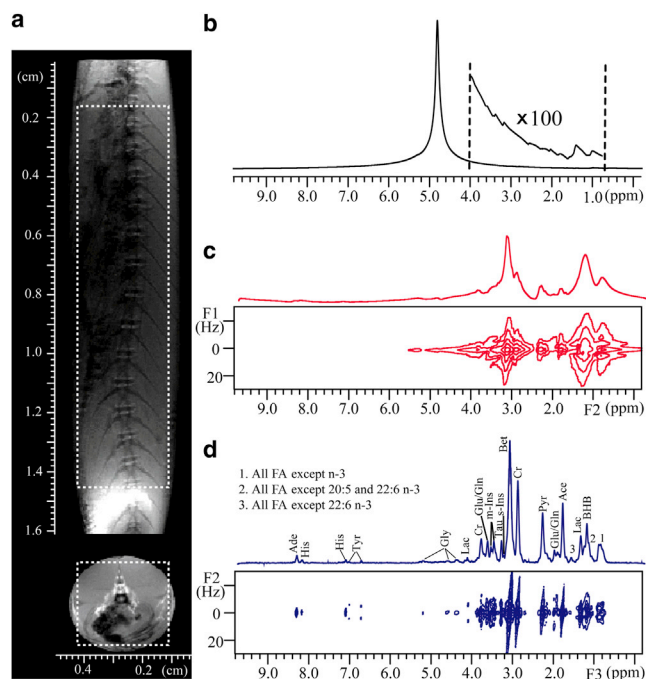 a
(cm)
0.2
0.4
0.6
0.8
1.0
1.2
1.4
1.6
0.4 0.2 (cm)
b
x100
9.0 8.0 7.0 6.0 5.0 4.0 3.0 2.0 1.0 (ppm)
c
F1
(Hz)
0
20
9.0 8.0 7.0 6.0 5.0 4.0 3.0 2.0 F2 (ppm)
d
1. All FA except n-3
2. All FA except 20:5 and 22:6 n-3
3. All FA except 22:6 n-3
Ade
His
His
Tyr
Gly
Lac
Cr
Glu/Gln
m-Ins
Tau
s-Ins
Bet
Cr
Pyr
Glu/Gln
Ace
3
Lac
BHB
2
1
F2
(Hz)
0
20
9.0 8.0 7.0 6.0 5.0 4.0 3.0 2.0 F3 (ppm)